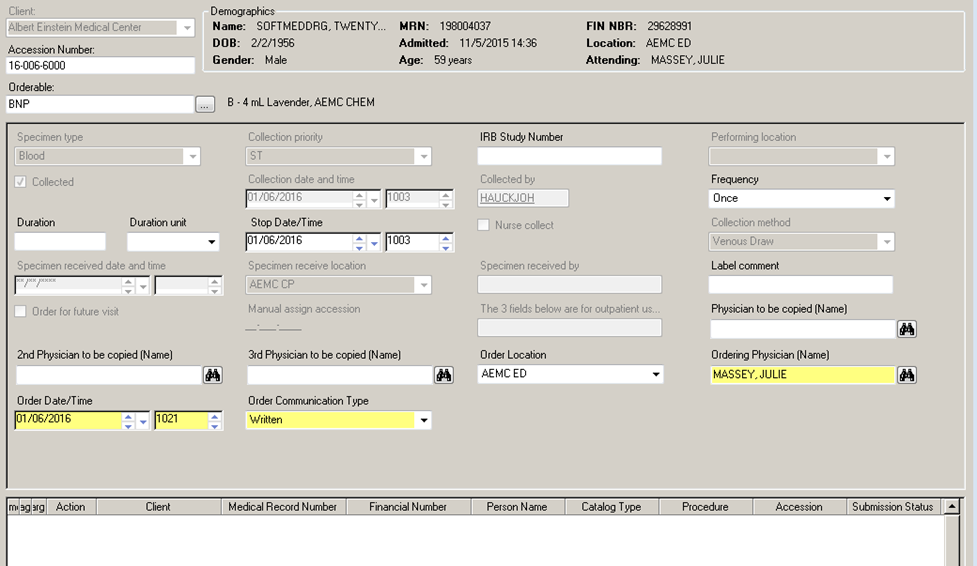 Client:
Albert Einstein Medical Center
Demographics
Name: SOFTMEDDRG, TWENTY... MRN: 198004037 FIN NBR: 29628991
DOB: 2/2/1956 Admitted: 11/5/2015 14:36 Location: AEMC ED
Gender: Male Age: 59 years Attending: MASSEY, JULIE
Accession Number:
16-006-6000
Orderable:
BNP ... B - 4 mL Lavender, AEMC CHEM
Specimen type Collection priority IRB Study Number Performing location
Blood ST
Collected Collection date and time Collected by Frequency
01/06/2016 1003 HAUCKJOH Once
Duration Duration unit Stop Date/Time Nurse collect Collection method
01/06/2016 1003 Venous Draw
Specimen received date and time Specimen receive location Specimen received by Label comment
**/**/**** AEMC CP
Order for future visit Manual assign accession The 3 fields below are for outpatient us... Physician to be copied (Name)
__-___-____
2nd Physician to be copied (Name) 3rd Physician to be copied (Name) Order Location Ordering Physician (Name)
AEMC ED MASSEY, JULIE
Order Date/Time Order Communication Type
01/06/2016 1021 Written
Action Client Medical Record Number Financial Number Person Name Catalog Type Procedure Accession Submission Status